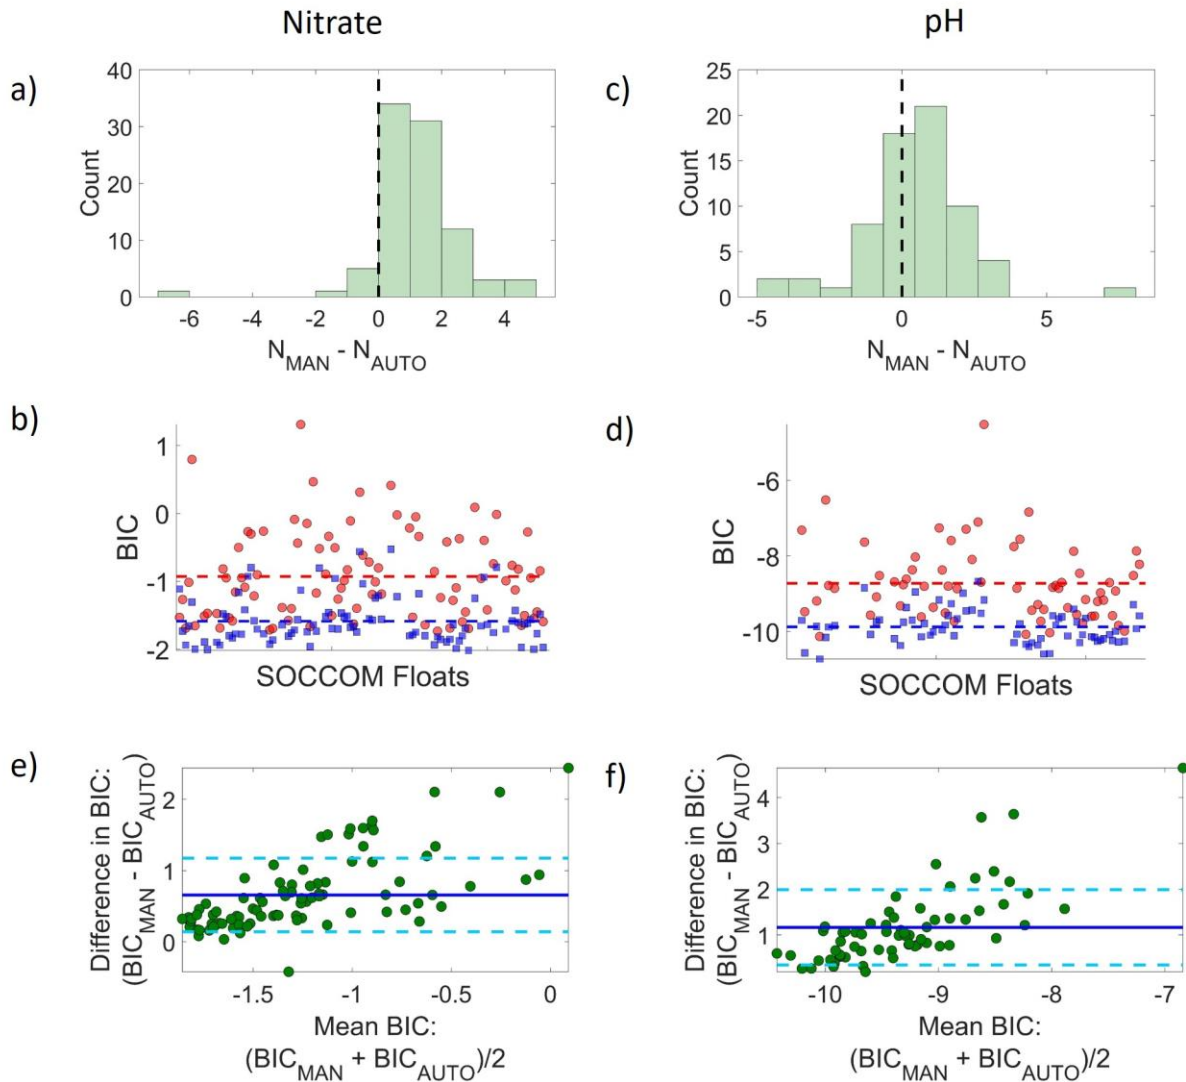 Nitrate
pH
a)
40
30
20
10
0
Count
-6 -4 -2 0 2 4
N_MAN - N_AUTO
c)
25
20
15
10
5
0
Count
-5 0 5
N_MAN - N_AUTO
b)
1
0
-1
-2
BIC
SOCCOM Floats
d)
-6
-8
-10
BIC
SOCCOM Floats
e)
Difference in BIC:
(BIC_MAN - BIC_AUTO)
2
1
0
-1.5 -1 -0.5 0
Mean BIC:
(BIC_MAN + BIC_AUTO)/2
f)
Difference in BIC:
(BIC_MAN - BIC_AUTO)
4
3
2
1
-10 -9 -8 -7
Mean BIC:
(BIC_MAN + BIC_AUTO)/2